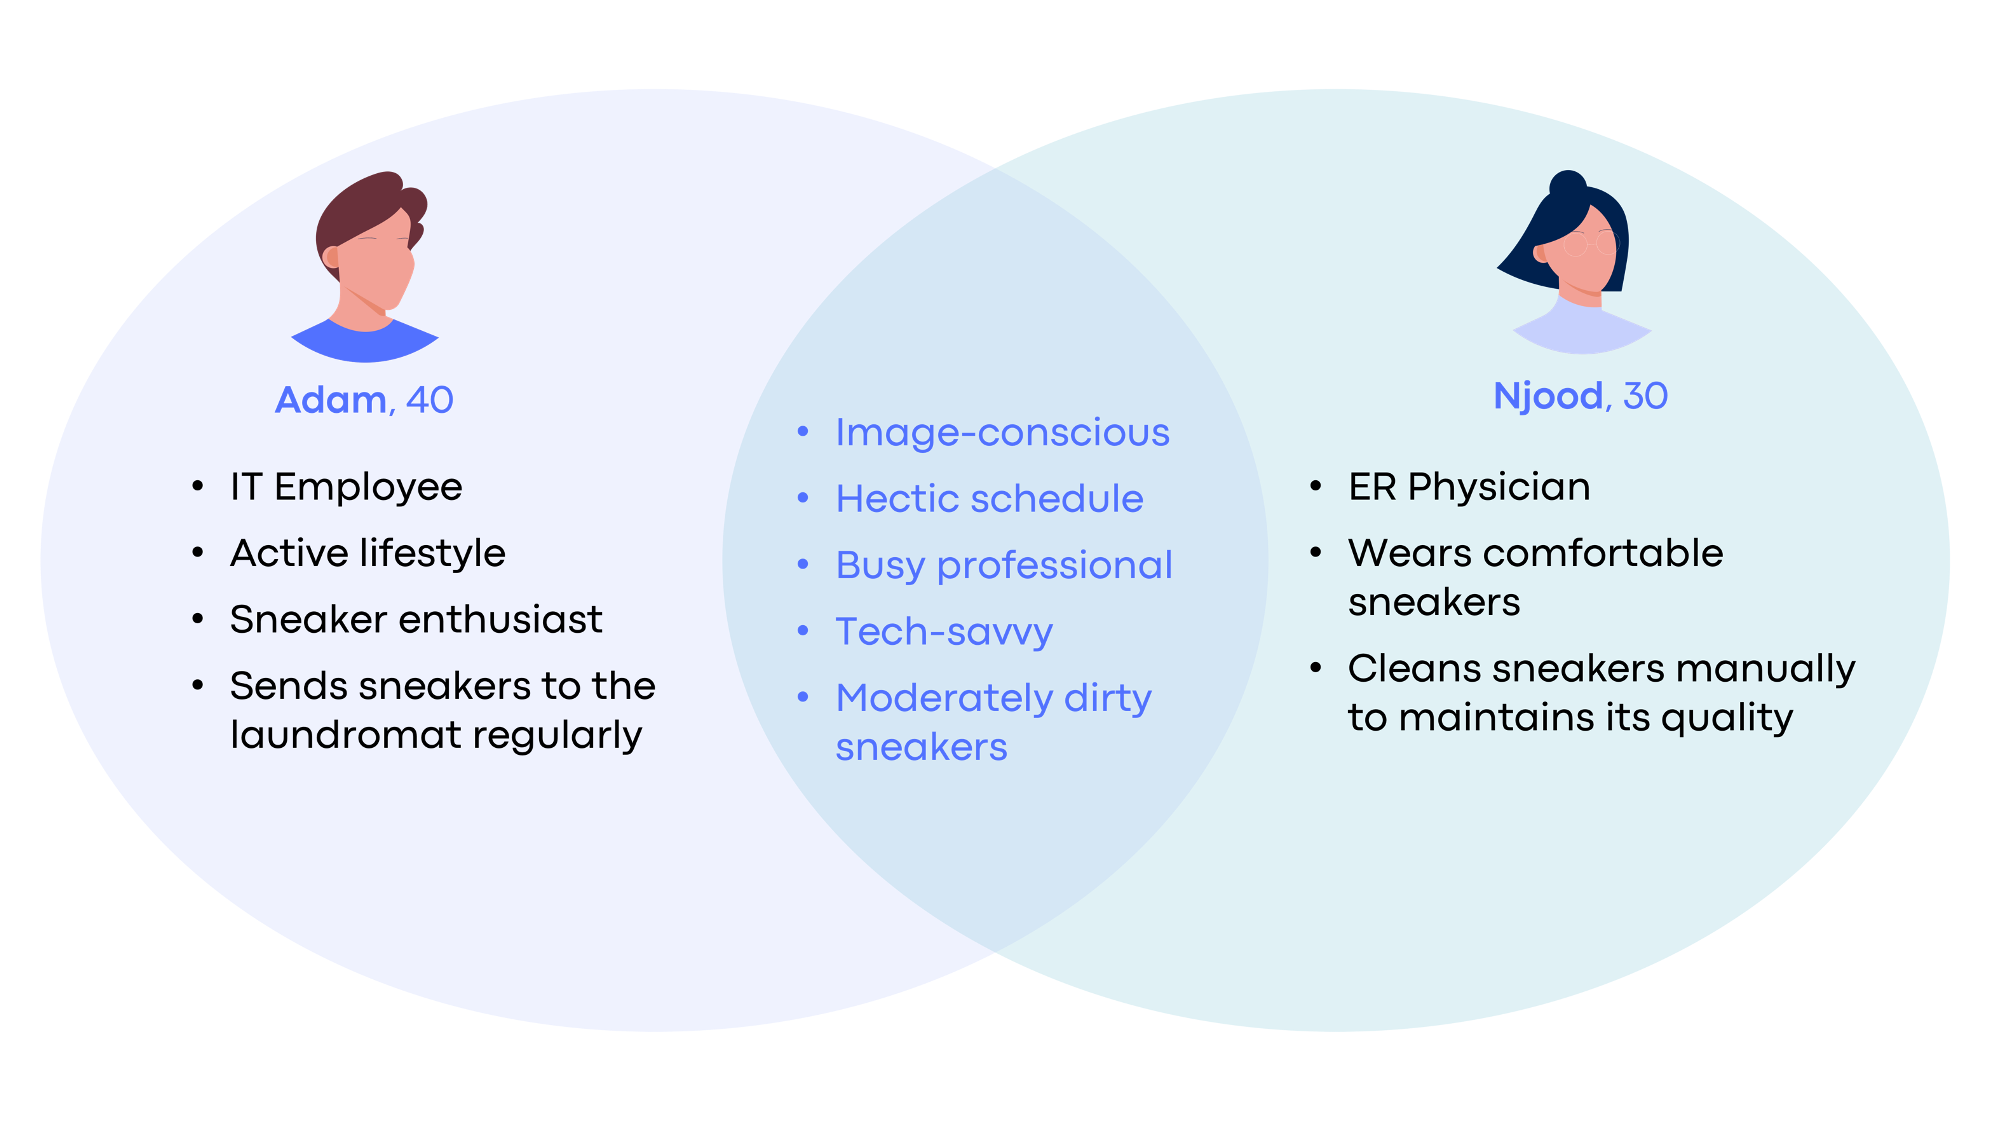 Adam, 40
• IT Employee
• Active lifestyle
• Sneaker enthusiast
• Sends sneakers to the
laundromat regularly
• Image-conscious
• Hectic schedule
• Busy professional
• Tech-savvy
• Moderately dirty
sneakers
Njood, 30
• ER Physician
• Wears comfortable
sneakers
• Cleans sneakers manually
to maintains its quality